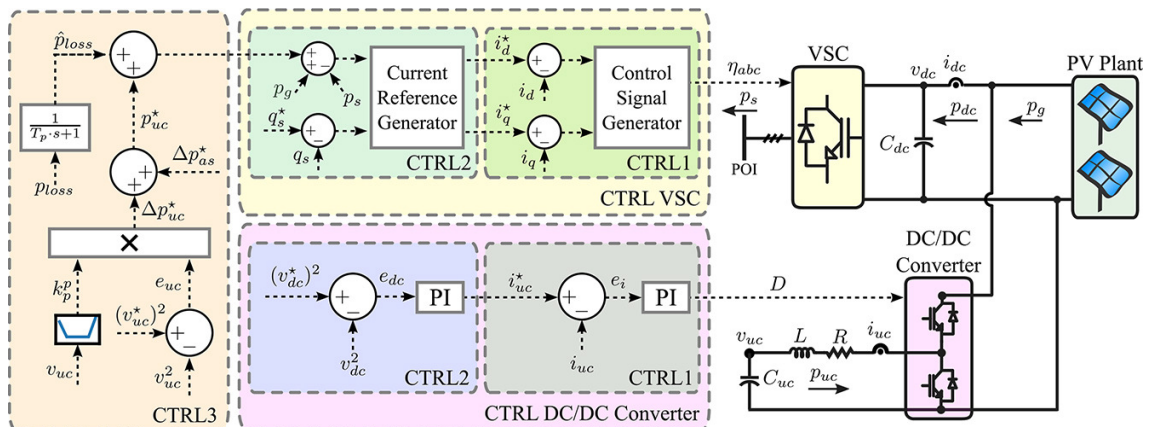 p̂_loss
+
+
1
T_p·s+1
p_loss
p*_uc
+
+
Δp*_as
Δp*_uc
×
k^p_p
e_uc
(v*_uc)²
+
−
v_uc
v²_uc
CTRL3
+
+
−
p_g
p_s
q*_s
+
−
q_s
Current
Reference
Generator
CTRL2
i*_d
+
−
i_d
i*_q
+
−
i_q
Control
Signal
Generator
CTRL1
CTRL VSC
(v*_dc)²
+
−
e_dc
PI
v²_dc
CTRL2
i*_uc
+
−
e_i
PI
i_uc
CTRL1
CTRL DC/DC Converter
η_abc
p_s
POI
VSC
v_dc
i_dc
p_dc
p_g
C_dc
PV Plant
DC/DC
Converter
D
v_uc
L
R
i_uc
C_uc
p_uc